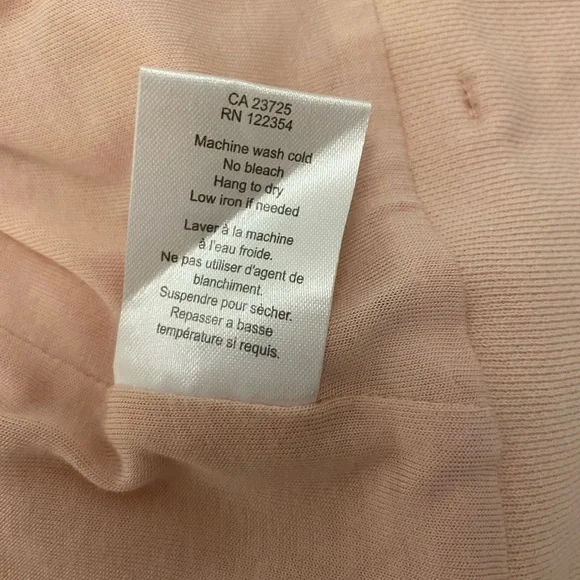 CA 23725
RN 122354
Machine wash cold
No bleach
Hang to dry
Low iron if needed
Laver à la machine
à l'eau froide.
Ne pas utiliser d'agent de
blanchiment.
Suspendre pour sècher.
Repasser a basse
température si requis.